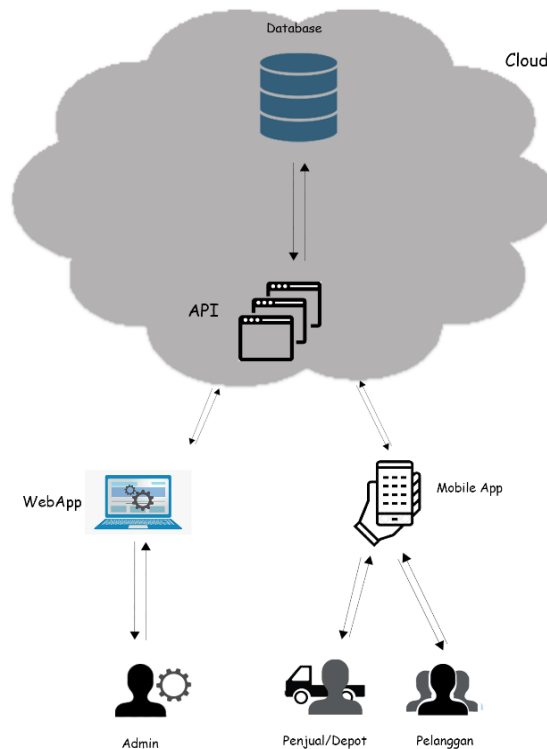 Database
Cloud
API
WebApp
Mobile App
Admin
Penjual/Depot
Pelanggan